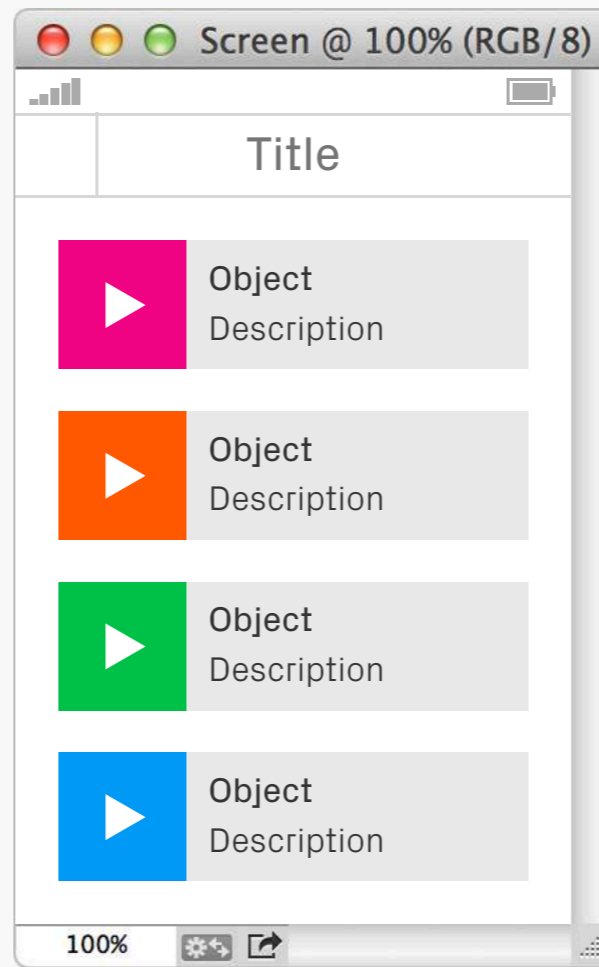 Screen @ 100% (RGB/8)
Title
Object
Description
Object
Description
Object
Description
Object
Description
100%